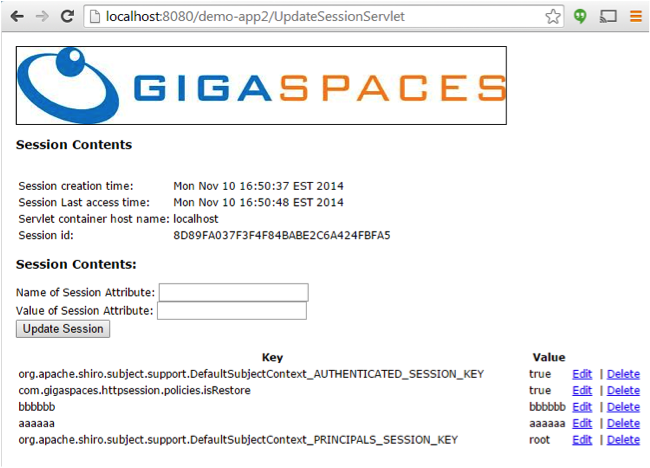 localhost:8080/demo-app2/UpdateSessionServlet
GIGASPACES
Session Contents
Session creation time: Mon Nov 10 16:50:37 EST 2014
Session Last access time: Mon Nov 10 16:50:48 EST 2014
Servlet container host name: localhost
Session id: 8D89FA037F3F4F84BABE2C6A424FBFA5
Session Contents:
Name of Session Attribute:
Value of Session Attribute:
Update Session
Key Value
org.apache.shiro.subject.support.DefaultSubjectContext_AUTHENTICATED_SESSION_KEY true Edit | Delete
com.gigaspaces.httpsession.policies.isRestore true Edit | Delete
bbbbbb bbbbbb Edit | Delete
aaaaaa aaaaaa Edit | Delete
org.apache.shiro.subject.support.DefaultSubjectContext_PRINCIPALS_SESSION_KEY root Edit | Delete